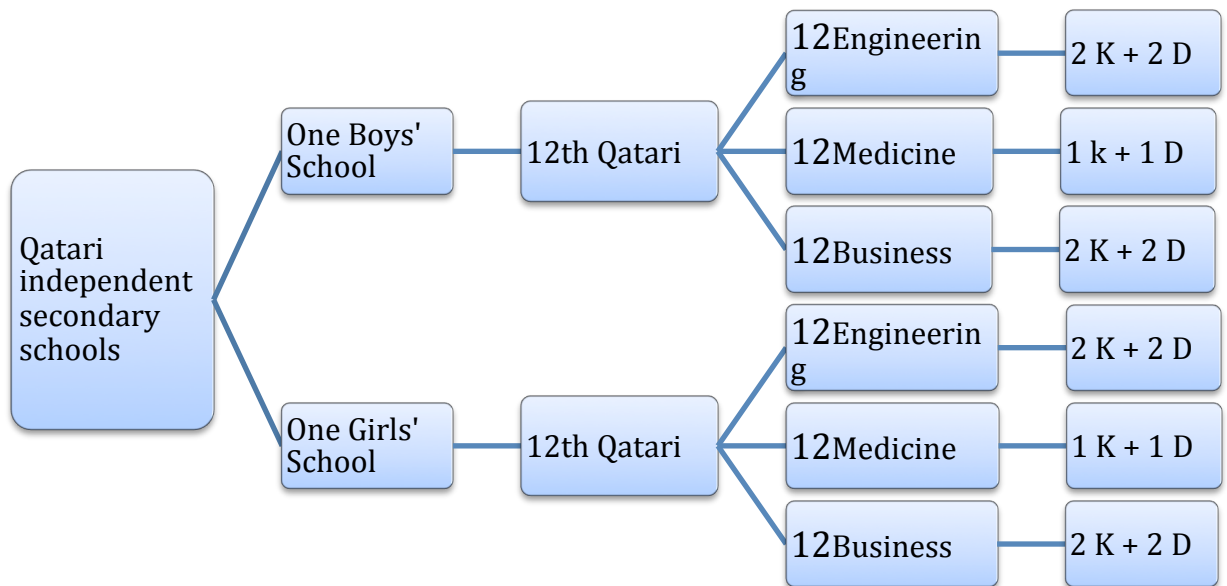 Qatari
independent
secondary
schools
One Boys'
School
12th Qatari
12Engineerin
g
2 K + 2 D
12Medicine
1 k + 1 D
12Business
2 K + 2 D
One Girls'
School
12th Qatari
12Engineerin
g
2 K + 2 D
12Medicine
1 K + 1 D
12Business
2 K + 2 D